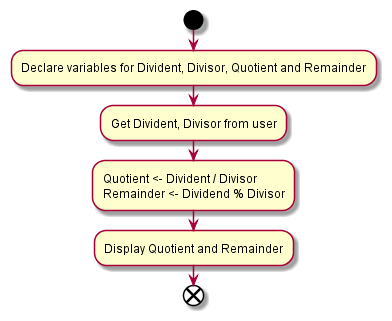 Declare variables for Divident, Divisor, Quotient and Remainder
Get Divident, Divisor from user
Quotient <- Divident / Divisor
Remainder <- Dividend % Divisor
Display Quotient and Remainder